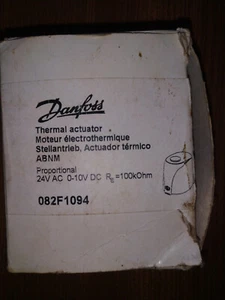 Danfoss
Thermal actuator
Moteur électrothermique
Stellantrieb, Actuador térmico
ABNM
Proportional
24V AC 0-10V DC Rᵢ =100kOhm
082F1094